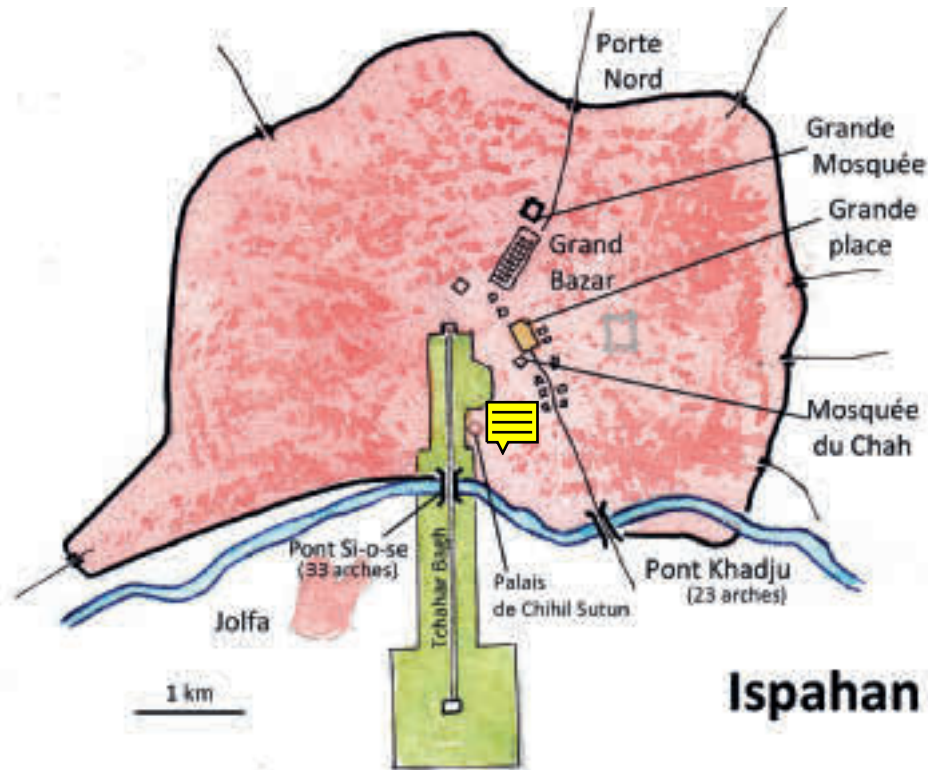 Porte
Nord
Grande
Mosquée
Grande
place
Grand
Bazar
Mosquée
du Chah
Pont Si-o-se
(33 arches)
Tchahar Bagh
Palais
de Chihil Sutun
Pont Khadju
(23 arches)
Jolfa
1 km
Ispahan